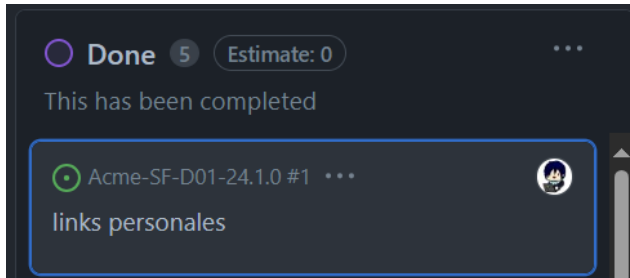 Done 5 Estimate: 0
This has been completed
Acme-SF-D01-24.1.0 #1
links personales